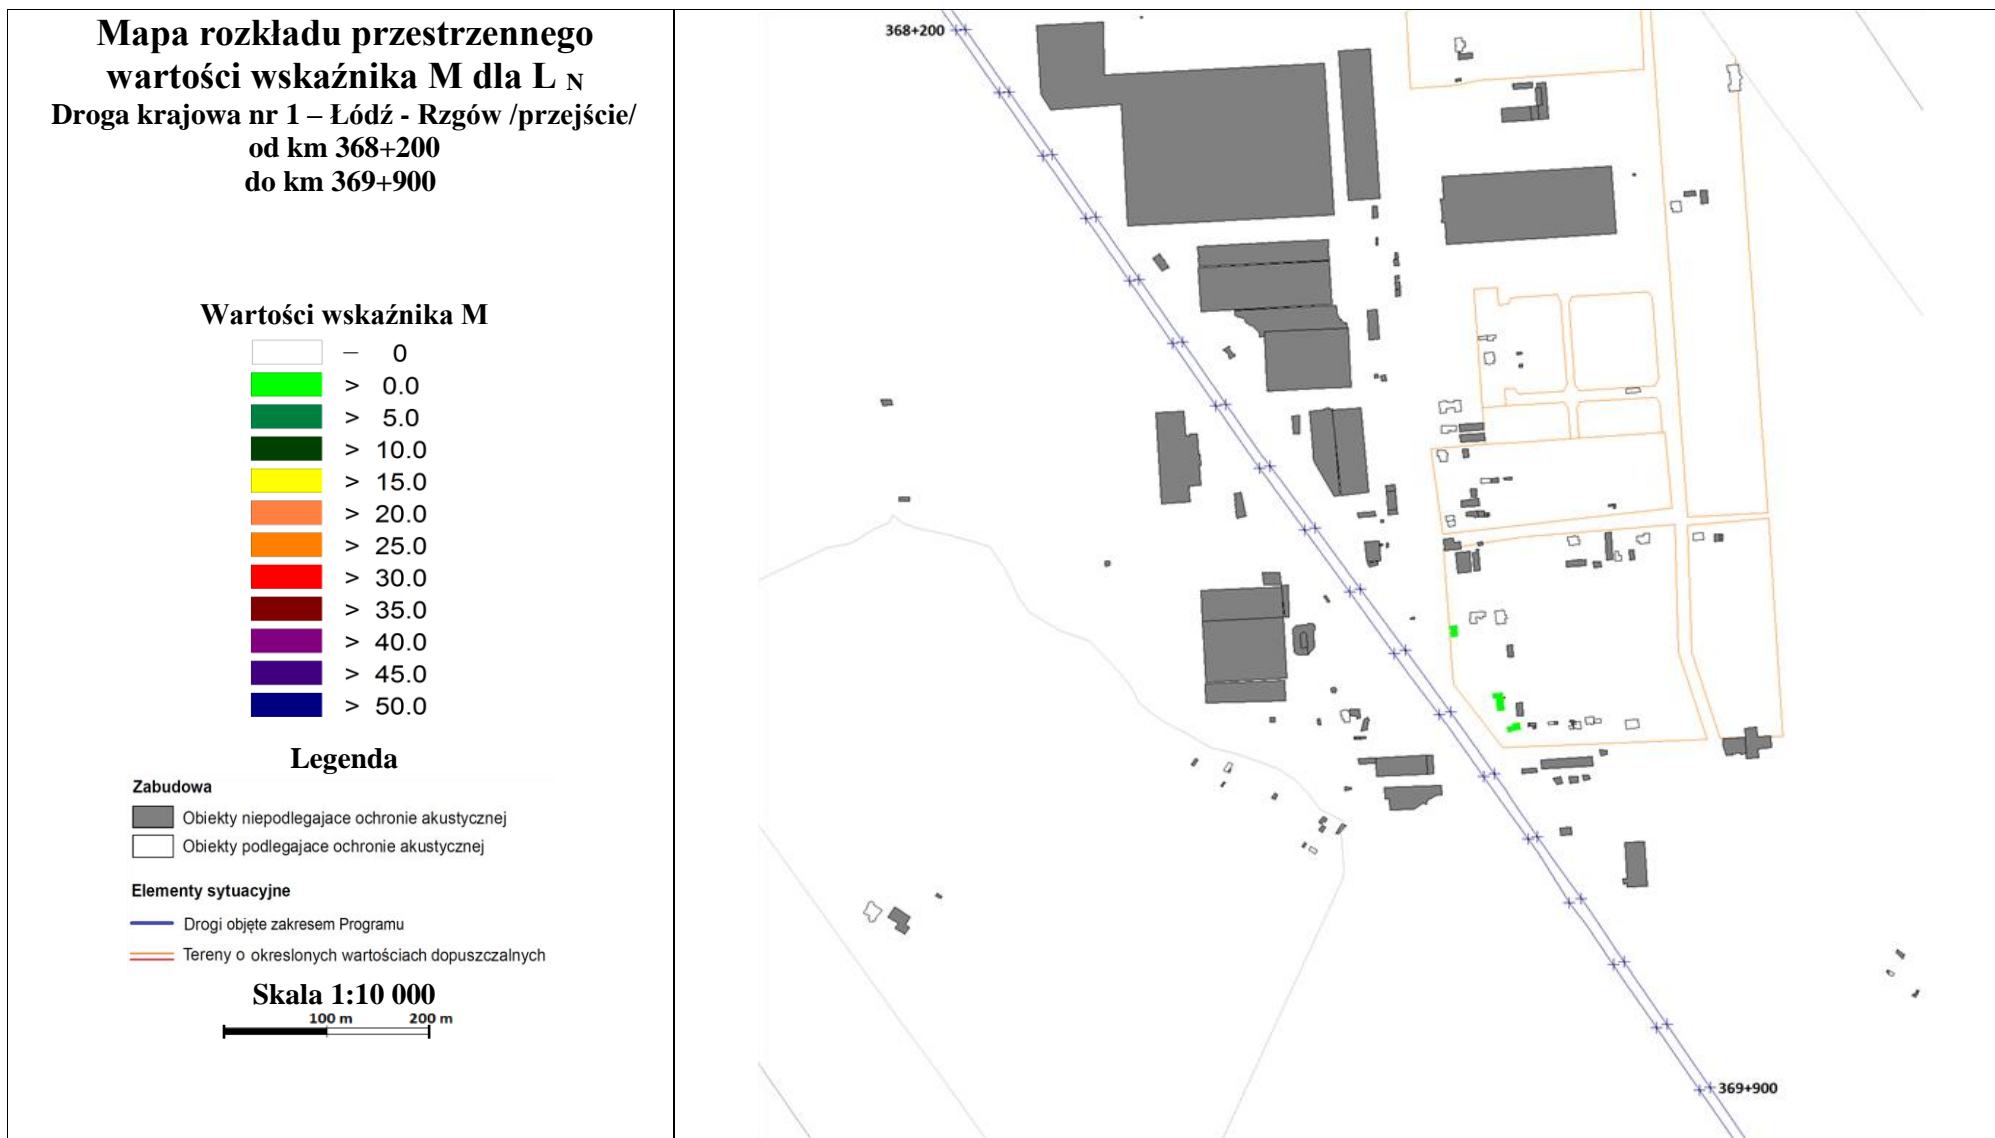 Mapa rozkładu przestrzennego
wartości wskaźnika M dla L N
Droga krajowa nr 1 – Łódź - Rzgów /przejście/
od km 368+200
do km 369+900
Wartości wskaźnika M
– 0
> 0.0
> 5.0
> 10.0
> 15.0
> 20.0
> 25.0
> 30.0
> 35.0
> 40.0
> 45.0
> 50.0
Legenda
Zabudowa
Obiekty niepodlegajace ochronie akustycznej
Obiekty podlegajace ochronie akustycznej
Elementy sytuacyjne
Drogi objęte zakresem Programu
Tereny o okreslonych wartościach dopuszczalnych
Skala 1:10 000
100 m 200 m
368+200
369+900